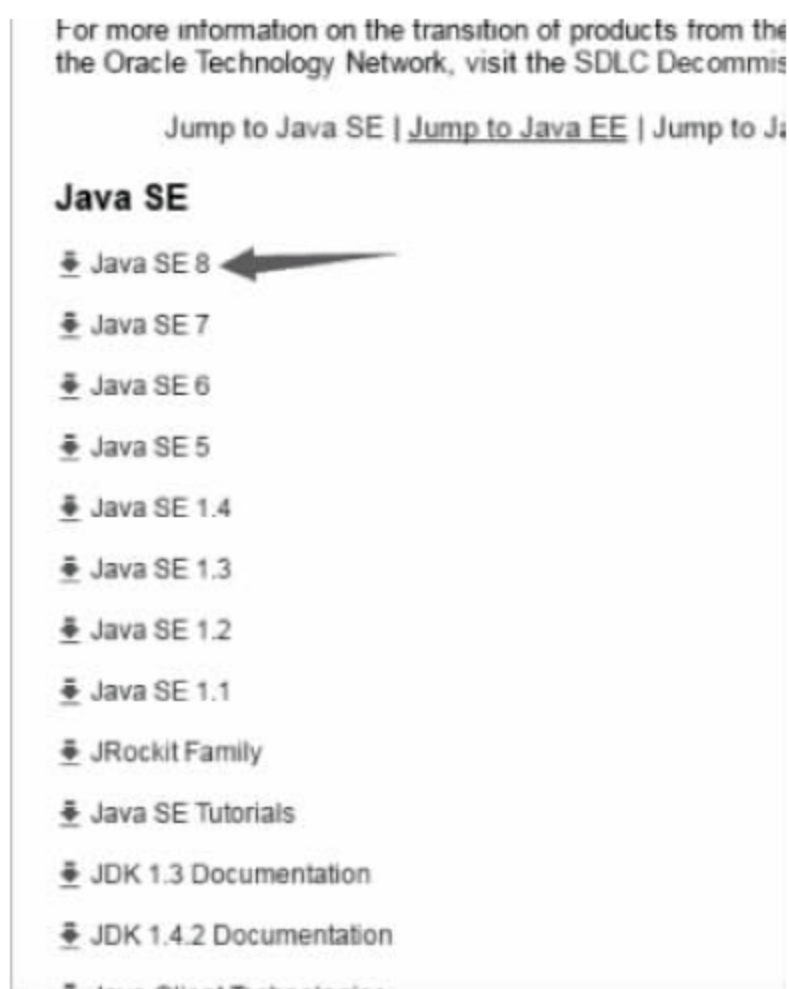 For more information on the transition of products from the
the Oracle Technology Network, visit the SDLC Decommis
Jump to Java SE | Jump to Java EE | Jump to Ja
Java SE
Java SE 8
Java SE 7
Java SE 6
Java SE 5
Java SE 1.4
Java SE 1.3
Java SE 1.2
Java SE 1.1
JRockit Family
Java SE Tutorials
JDK 1.3 Documentation
JDK 1.4.2 Documentation